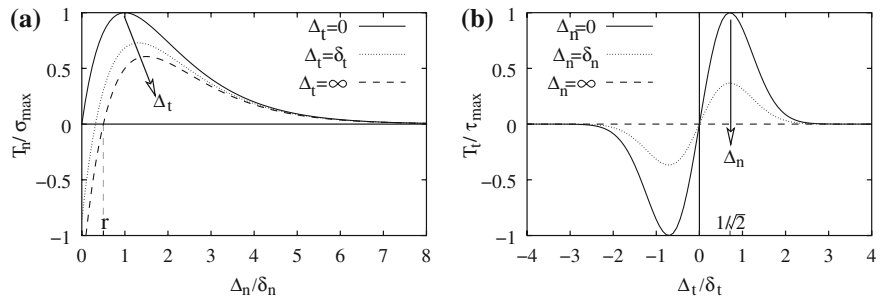 (a)
1
0.5
0
−0.5
−1
Tn/σmax
Δt=0
Δt=δt
Δt=∞
Δt
r
0 1 2 3 4 5 6 7 8
Δn/δn
(b)
1
0.5
0
−0.5
−1
Tt/τmax
Δn=0
Δn=δn
Δn=∞
Δn
1/√2
−4 −3 −2 −1 0 1 2 3 4
Δt/δt